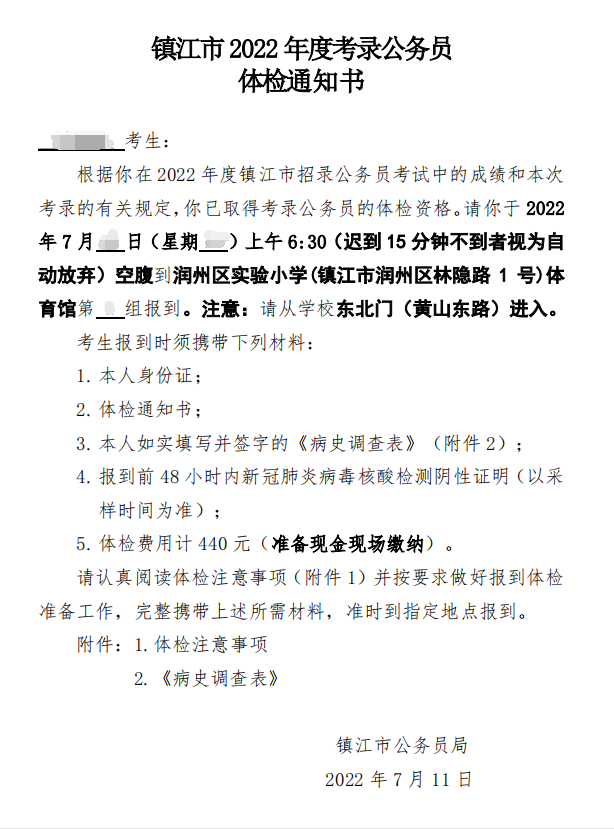 镇江市 2022 年度考录公务员
体检通知书
考生：
根据你在 2022 年度镇江市招录公务员考试中的成绩和本次
考录的有关规定，你已取得考录公务员的体检资格。请你于 2022
年 7 月 日（星期 ）上午 6:30（迟到 15 分钟不到者视为自
动放弃）空腹到润州区实验小学(镇江市润州区林隐路 1 号)体
育馆第 组报到。注意：请从学校东北门（黄山东路）进入。
考生报到时须携带下列材料：
1. 本人身份证；
2. 体检通知书；
3. 本人如实填写并签字的《病史调查表》（附件 2）；
4. 报到前 48 小时内新冠肺炎病毒核酸检测阴性证明（以采
样时间为准）；
5. 体检费用计 440 元（准备现金现场缴纳）。
请认真阅读体检注意事项（附件 1）并按要求做好报到体检
准备工作，完整携带上述所需材料，准时到指定地点报到。
附件：1. 体检注意事项
2. 《病史调查表》
镇江市公务员局
2022 年 7 月 11 日